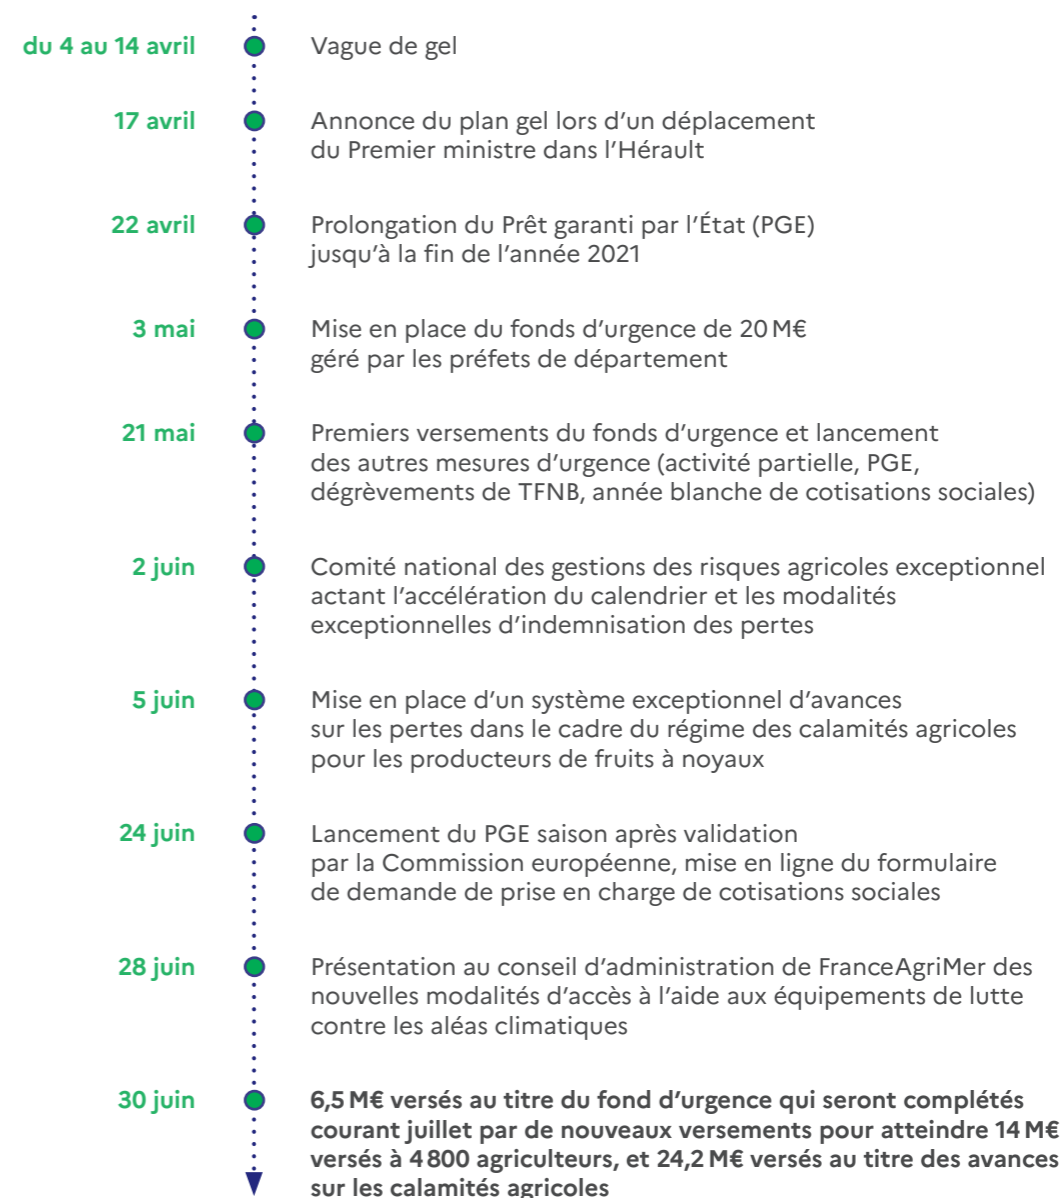 du 4 au 14 avril
Vague de gel
17 avril
Annonce du plan gel lors d’un déplacement
du Premier ministre dans l’Hérault
22 avril
Prolongation du Prêt garanti par l’État (PGE)
jusqu’à la fin de l’année 2021
3 mai
Mise en place du fonds d’urgence de 20 M€
géré par les préfets de département
21 mai
Premiers versements du fonds d’urgence et lancement
des autres mesures d’urgence (activité partielle, PGE,
dégrèvements de TFNB, année blanche de cotisations sociales)
2 juin
Comité national des gestions des risques agricoles exceptionnel
actant l’accélération du calendrier et les modalités
exceptionnelles d’indemnisation des pertes
5 juin
Mise en place d’un système exceptionnel d’avances
sur les pertes dans le cadre du régime des calamités agricoles
pour les producteurs de fruits à noyaux
24 juin
Lancement du PGE saison après validation
par la Commission européenne, mise en ligne du formulaire
de demande de prise en charge de cotisations sociales
28 juin
Présentation au conseil d’administration de FranceAgriMer des
nouvelles modalités d’accès à l’aide aux équipements de lutte
contre les aléas climatiques
30 juin
6,5 M€ versés au titre du fond d’urgence qui seront complétés
courant juillet par de nouveaux versements pour atteindre 14 M€
versés à 4 800 agriculteurs, et 24,2 M€ versés au titre des avances
sur les calamités agricoles